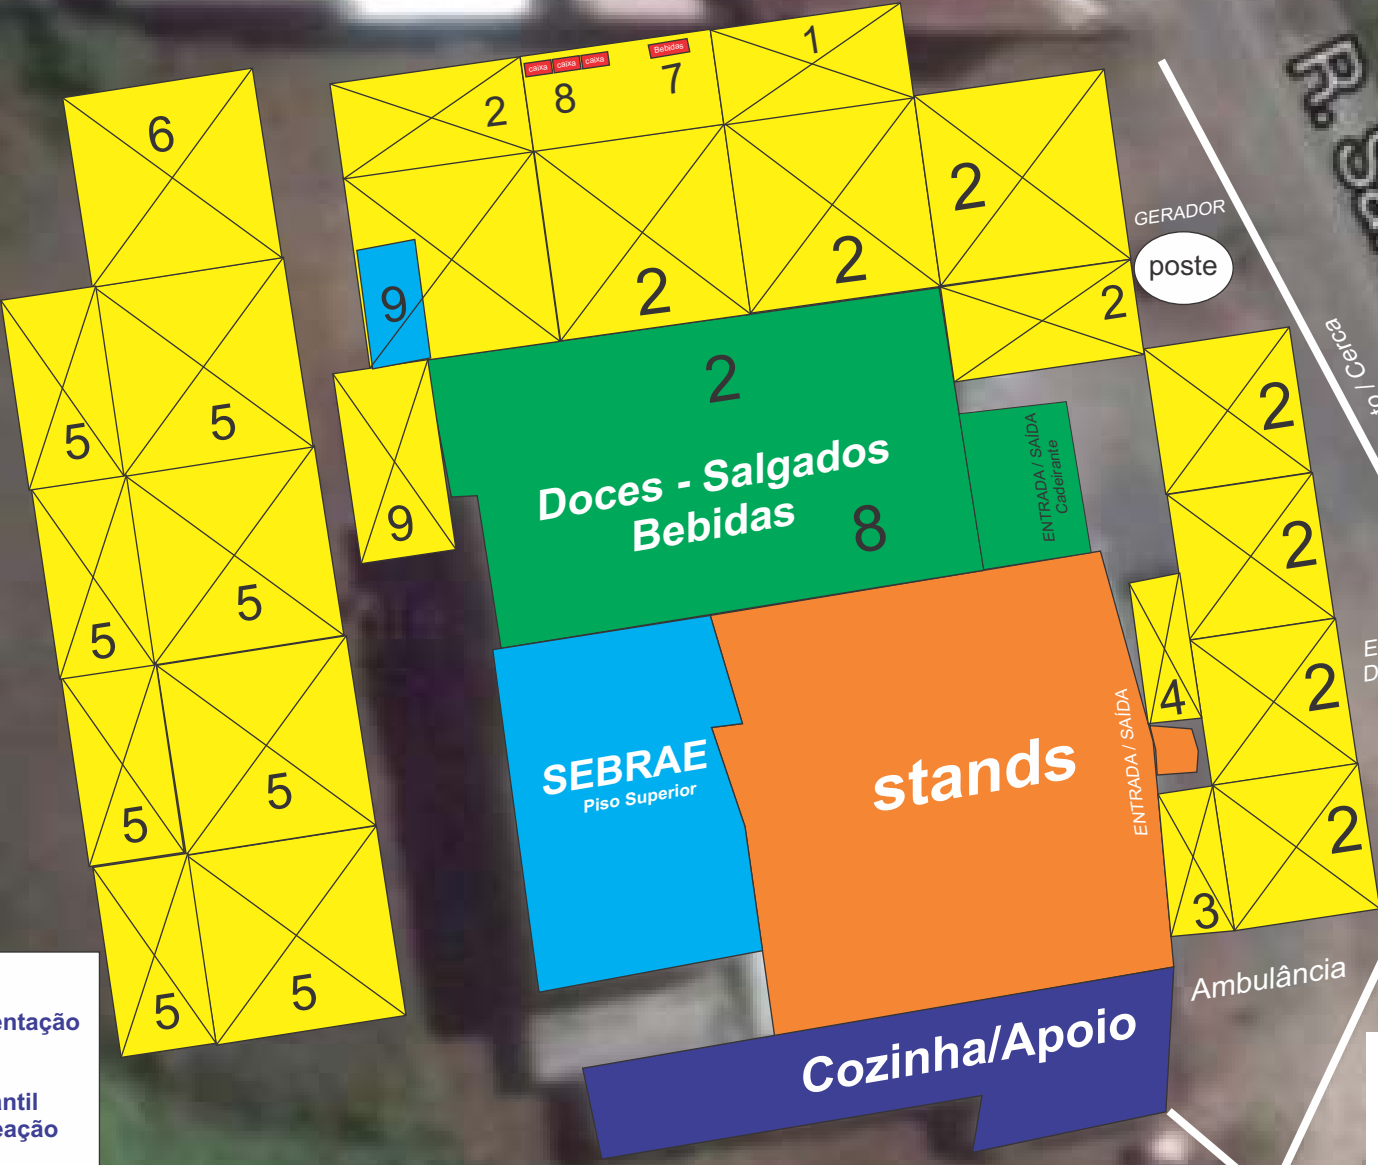 1
caixa caixa caixa
Bebidas
2
8
7
6
R. Sa
2
GERADOR
poste
2
2
9
2
2
5
5
2
Doces - Salgados
Bebidas
8
ENTRADA / SAÍDA
Cadeirante
/ Cerca
9
2
5
5
4
2
SEBRAE
Piso Superior
stands
ENTRADA / SAÍDA
5
5
2
3
5
5
Ambulância
Cozinha/Apoio
entação
ntil
eação